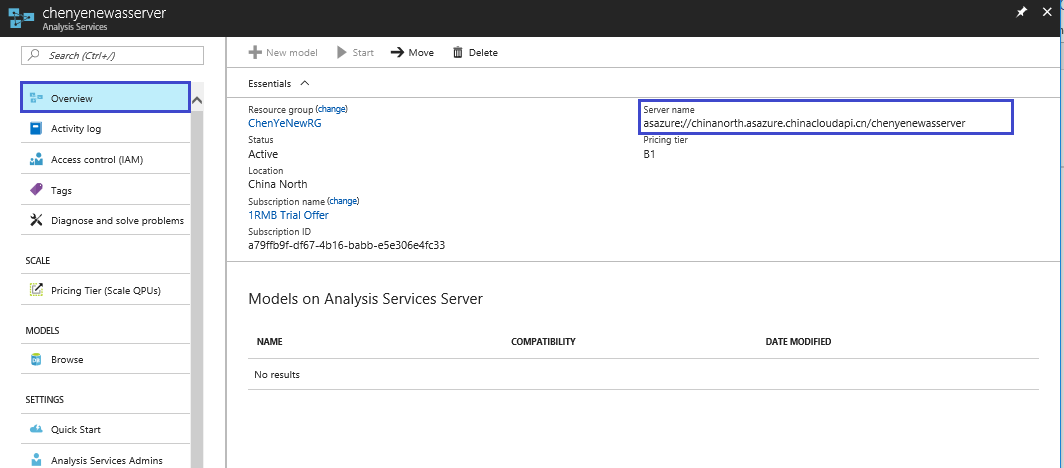 chenyenewasserver
Analysis Services
Search (Ctrl+/)
Overview
Activity log
Access control (IAM)
Tags
Diagnose and solve problems
SCALE
Pricing Tier (Scale QPUs)
MODELS
Browse
SETTINGS
Quick Start
Analysis Services Admins
New model Start Move Delete
Essentials
Resource group (change)
ChenYeNewRG
Status
Active
Location
China North
Subscription name (change)
1RMB Trial Offer
Subscription ID
a79ffb9f-df67-4b16-babb-e5e306e4fc33
Server name
asazure://chinanorth.asazure.chinacloudapi.cn/chenyenewasserver
Pricing tier
B1
Models on Analysis Services Server
NAME COMPATIBILITY DATE MODIFIED
No results